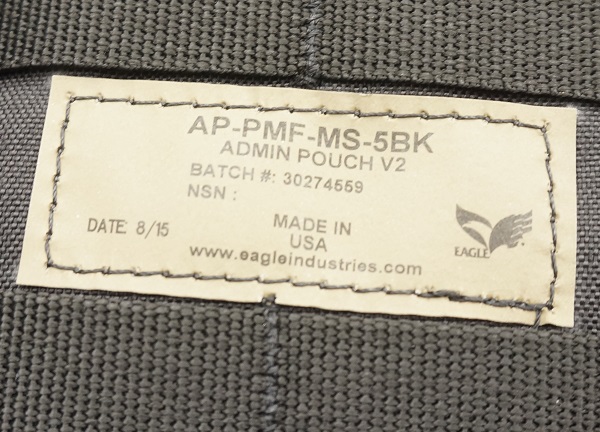 AP-PMF-MS-5BK
ADMIN POUCH V2
BATCH #: 30274559
NSN :
DATE: 8/15
MADE IN
USA
www.eagleindustries.com
EAGLE